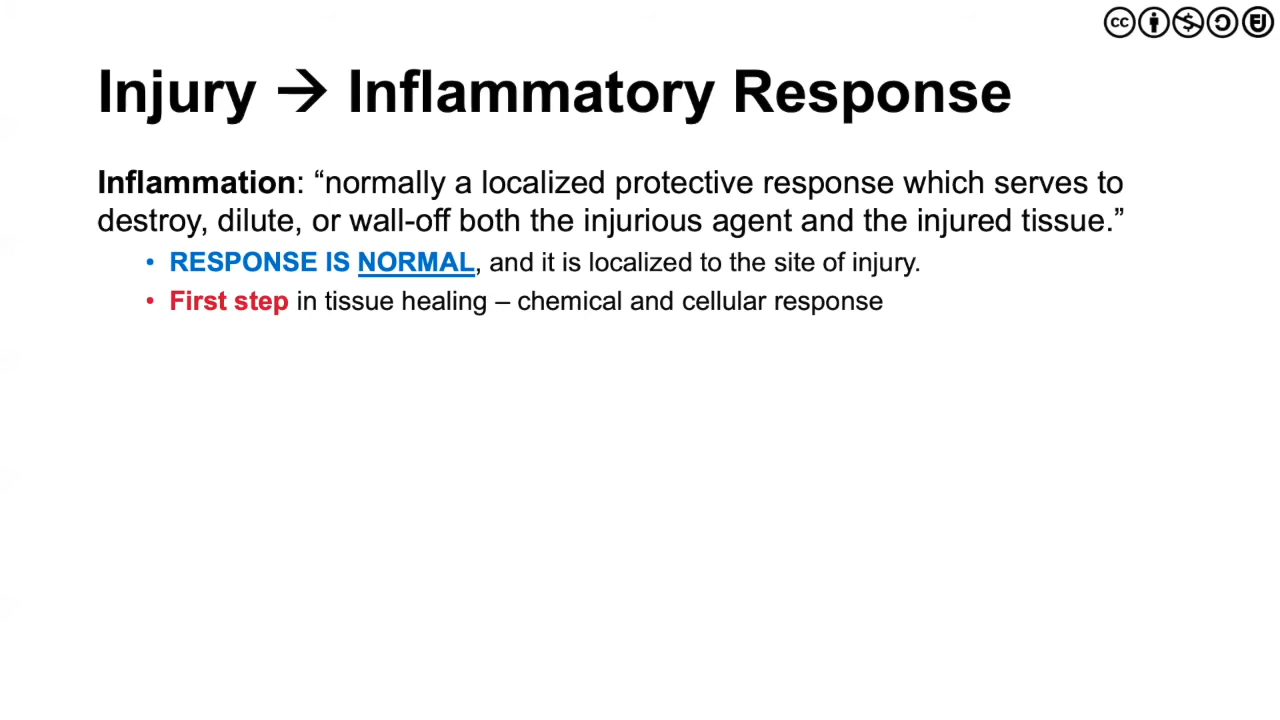 cc
Injury → Inflammatory Response
Inflammation: “normally a localized protective response which serves to
destroy, dilute, or wall-off both the injurious agent and the injured tissue.”
• RESPONSE IS NORMAL, and it is localized to the site of injury.
• First step in tissue healing – chemical and cellular response